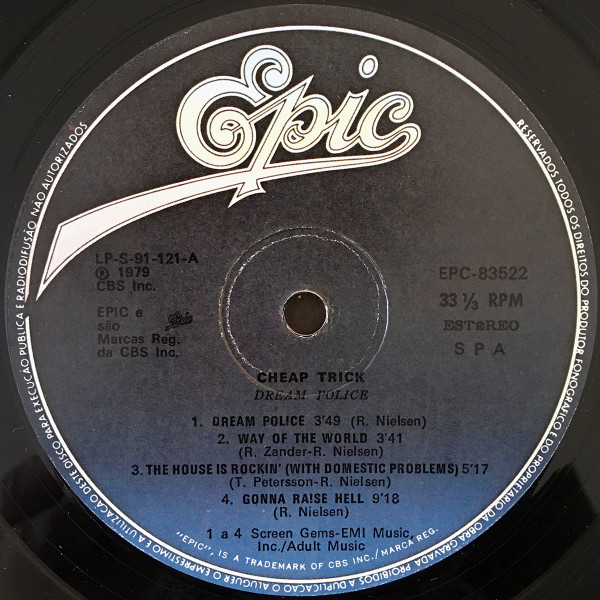 Epic
LP-S-91-121-A
℗ 1979
CBS Inc.
EPIC e Epic
são
Marcas Reg.
da CBS Inc.
EPC-83522
33 ⅓ RPM
ESTÉREO
S P A
CHEAP TRICK
DREAM POLICE
1. DREAM POLICE 3'49 (R. Nielsen)
2. WAY OF THE WORLD 3'41
(R. Zander-R. Nielsen)
3. THE HOUSE IS ROCKIN' (WITH DOMESTIC PROBLEMS) 5'17
(T. Petersson-R. Nielsen)
4. GONNA RAISE HELL 9'18
(R. Nielsen)
1 a 4 Screen Gems-EMI Music,
Inc./Adult Music
"EPIC", IS A TRADEMARK OF CBS INC./MARCA REG.
RESERVADOS TODOS OS DIREITOS DO PRODUTOR FONOGRÁFICO E DO PROPRIETÁRIO DA OBRA GRAVADA PROIBIDOS A DUPLICAÇÃO O ALUGUER O EMPRÉSTIMO E A UTILIZAÇÃO DESTE DISCO PARA EXECUÇÃO PUBLICA E RADIODIFUSÃO NÃO AUTORIZADOS